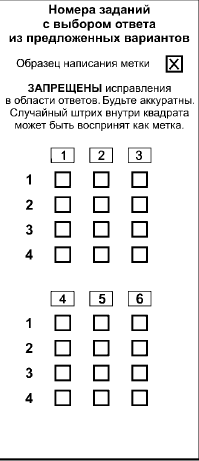 Номера заданий
с выбором ответа
из предложенных вариантов
Образец написания метки X
ЗАПРЕЩЕНЫ исправления
в области ответов. Будьте аккуратны.
Случайный штрих внутри квадрата
может быть воспринят как метка.
1 2 3
1
2
3
4
4 5 6
1
2
3
4